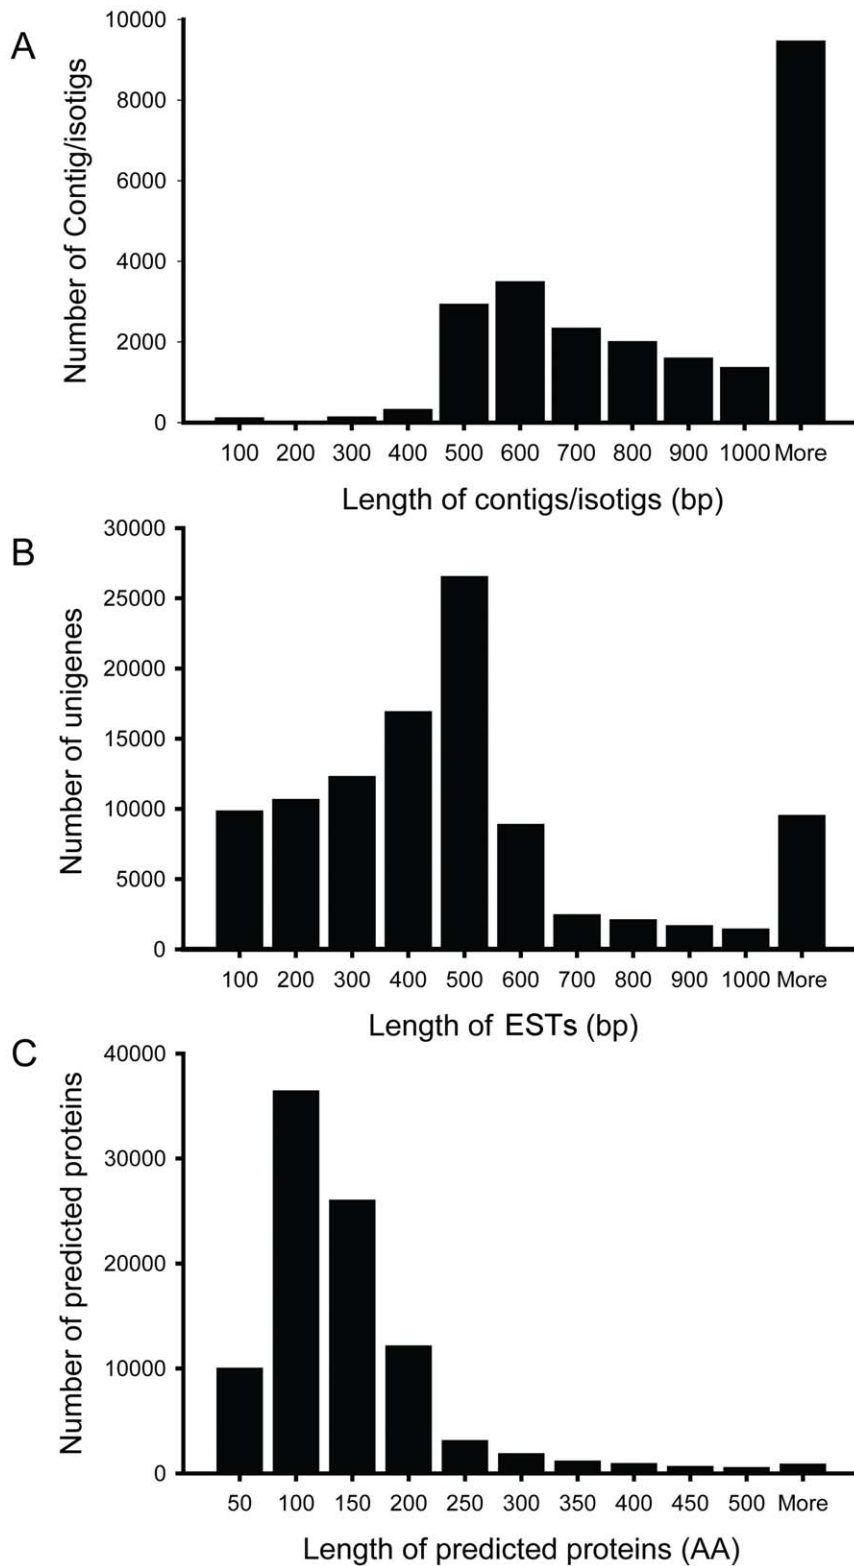 A
Number of Contig/isotigs
10000
8000
6000
4000
2000
0
100 200 300 400 500 600 700 800 900 1000 More
Length of contigs/isotigs (bp)
B
Number of unigenes
30000
25000
20000
15000
10000
5000
0
100 200 300 400 500 600 700 800 900 1000 More
Length of ESTs (bp)
C
Number of predicted proteins
40000
30000
20000
10000
0
50 100 150 200 250 300 350 400 450 500 More
Length of predicted proteins (AA)